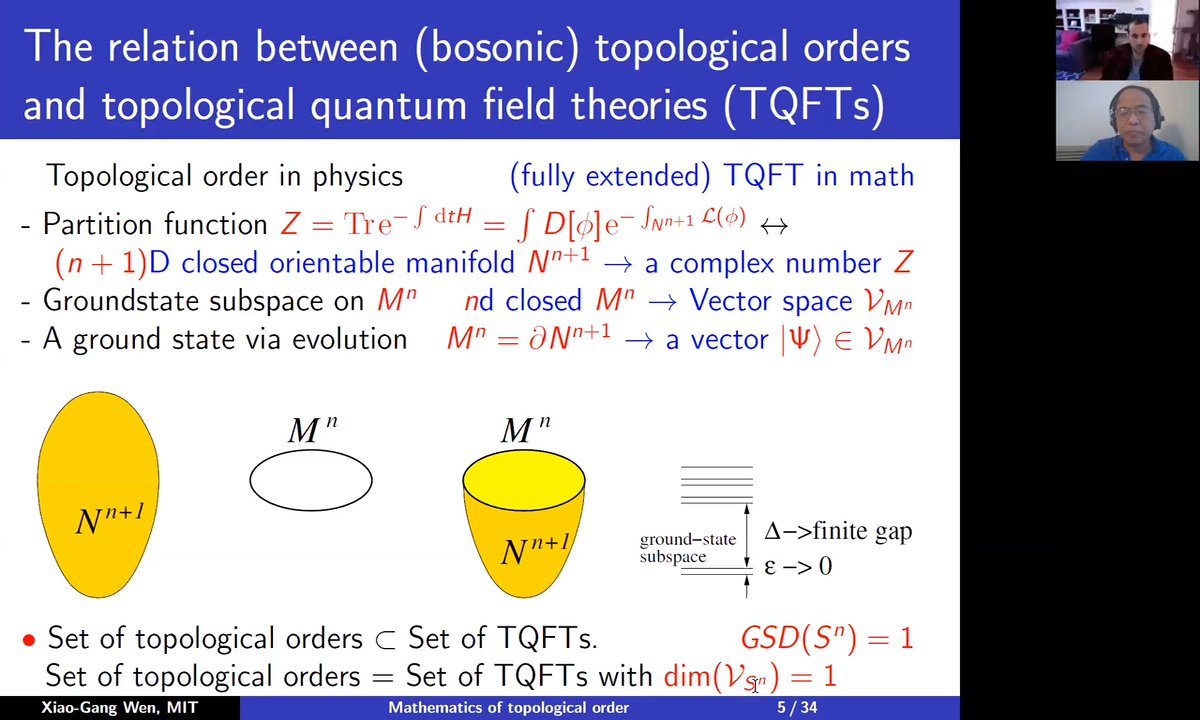 The relation between (bosonic) topological orders
and topological quantum field theories (TQFTs)
Topological order in physics (fully extended) TQFT in math
- Partition function Z = Tr e^{− ∫ dtH} = ∫ D[ϕ]e^{− ∫_{N^{n+1}} ℒ(ϕ)} ↔
(n + 1)D closed orientable manifold N^{n+1} → a complex number Z
- Groundstate subspace on M^n nd closed M^n → Vector space 𝒱_{M^n}
- A ground state via evolution M^n = ∂N^{n+1} → a vector |Ψ⟩ ∈ 𝒱_{M^n}
M^n M^n
N^{n+1} N^{n+1}
ground−state
subspace
Δ−>finite gap
ε −> 0
• Set of topological orders ⊂ Set of TQFTs. GSD(S^n) = 1
Set of topological orders = Set of TQFTs with dim(𝒱_{S^n}) = 1
Xiao-Gang Wen, MIT Mathematics of topological order 5 / 34